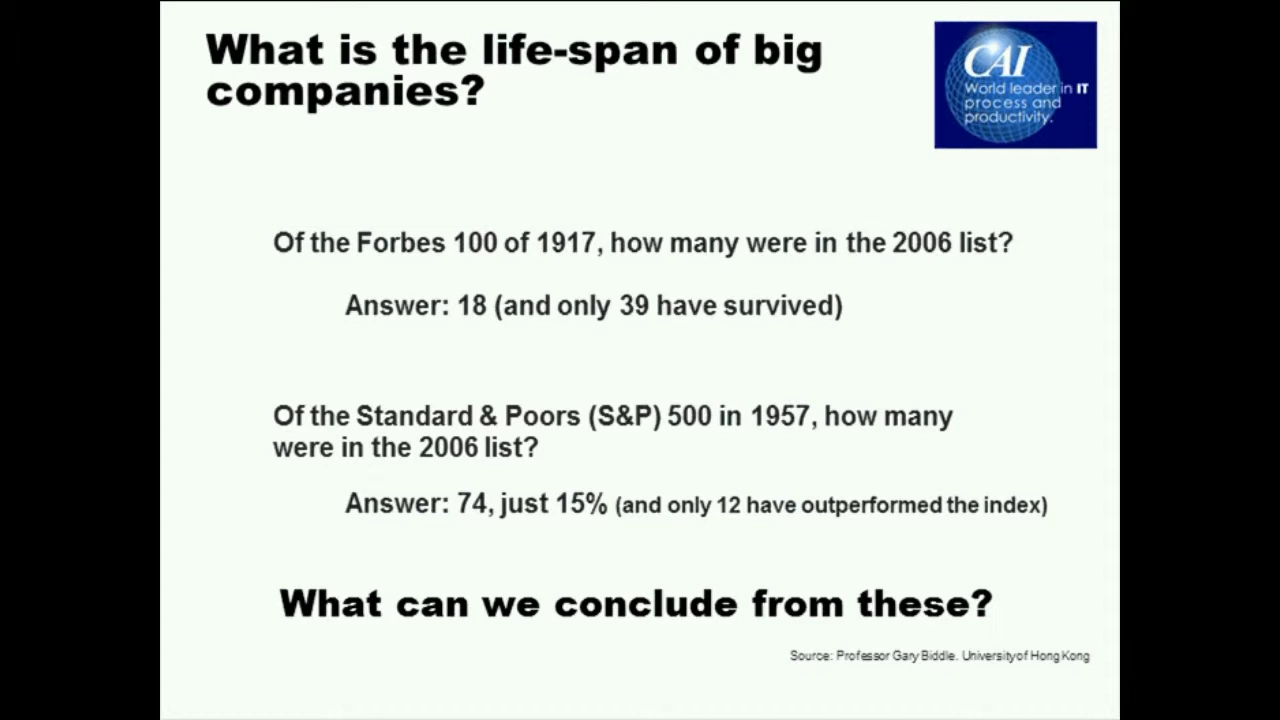 What is the life-span of big
companies?
CAI
World leader in IT
process and
productivity.
Of the Forbes 100 of 1917, how many were in the 2006 list?
Answer: 18 (and only 39 have survived)
Of the Standard & Poors (S&P) 500 in 1957, how many
were in the 2006 list?
Answer: 74, just 15% (and only 12 have outperformed the index)
What can we conclude from these?
Source: Professor Gary Biddle. University of Hong Kong